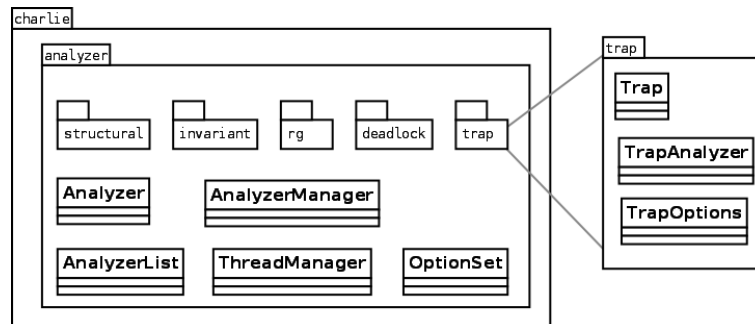 charlie
analyzer
structural
invariant
rg
deadlock
trap
Analyzer
AnalyzerManager
AnalyzerList
ThreadManager
OptionSet
trap
Trap
TrapAnalyzer
TrapOptions